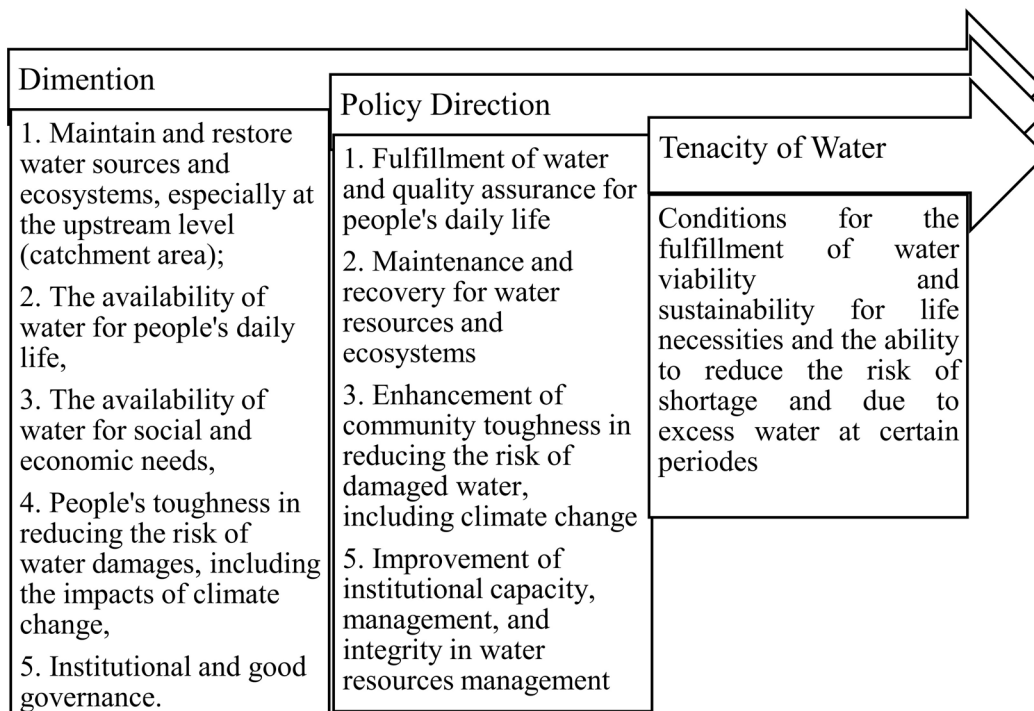 Dimention
1. Maintain and restore
water sources and
ecosystems, especially at
the upstream level
(catchment area);
2. The availability of
water for people's daily
life,
3. The availability of
water for social and
economic needs,
4. People's toughness in
reducing the risk of
water damages, including
the impacts of climate
change,
5. Institutional and good
governance.
Policy Direction
1. Fulfillment of water
and quality assurance for
people's daily life
2. Maintenance and
recovery for water
resources and
ecosystems
3. Enhancement of
community toughness in
reducing the risk of
damaged water,
including climate change
5. Improvement of
institutional capacity,
management, and
integrity in water
resources management
Tenacity of Water
Conditions for the
fulfillment of water
viability and
sustainability for life
necessities and the ability
to reduce the risk of
shortage and due to
excess water at certain
periodes